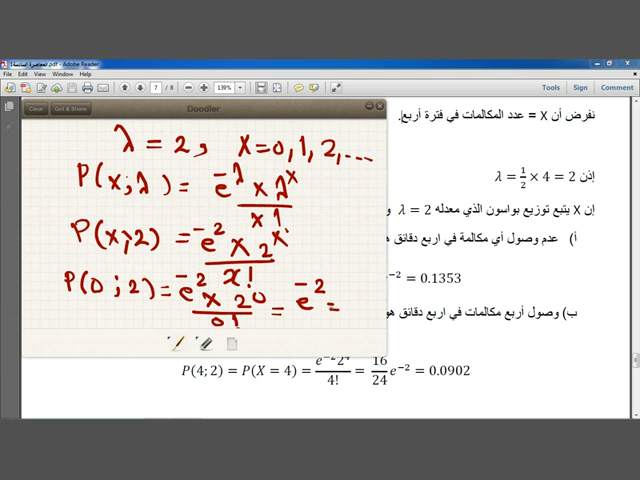 المحاضرة السادسة1.pdf - Adobe Reader
File Edit View Window Help
7 / 8 139% Tools Sign Comment
Clear Get & Share Doodler
λ = 2 , X=0,1,2,...
P(x;λ) = e^-λ x λ^x / x!
P(x;2) = e^-2 x 2^x / x!
P(0;2) = e^-2 x 2^0 / 0! = e^-2 =
نفرض أن X = عدد المكالمات في فترة أربع
إذن λ = 1/2 × 4 = 2
إن X يتبع توزيع بواسون الذي معدله λ = 2
أ) عدم وصول أي مكالمة في اربع دقائق
e^-2 = 0.1353
ب) وصول أربع مكالمات في اربع دقائق هو
P(4; 2) = P(X = 4) = e^-2 2^4 / 4! = 16/24 e^-2 = 0.0902